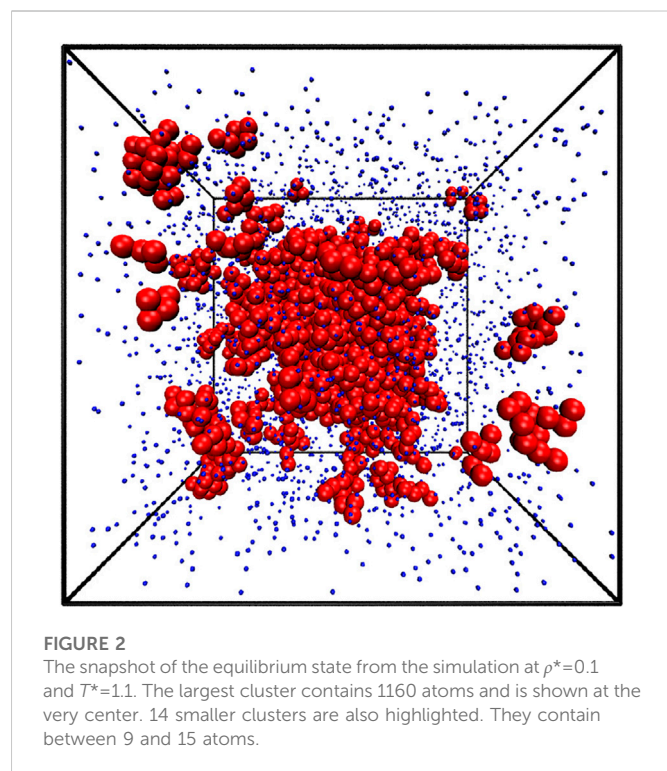 FIGURE 2
The snapshot of the equilibrium state from the simulation at ρ*=0.1
and T*=1.1. The largest cluster contains 1160 atoms and is shown at the
very center. 14 smaller clusters are also highlighted. They contain
between 9 and 15 atoms.